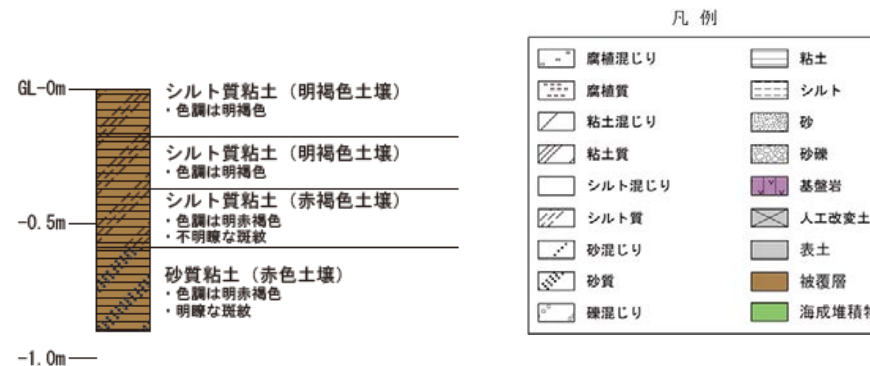 凡 例
GL-0m
シルト質粘土（明褐色土壌）
・色調は明褐色
シルト質粘土（明褐色土壌）
・色調は明褐色
シルト質粘土（赤褐色土壌）
-0.5m
・色調は明赤褐色
・不明瞭な斑紋
砂質粘土（赤色土壌）
・色調は明赤褐色
・明瞭な斑紋
-1.0m
腐植混じり
腐植質
粘土混じり
粘土質
シルト混じり
シルト質
砂混じり
砂質
礫混じり
粘土
シルト
砂
砂礫
基盤岩
人工改変土
表土
被覆層
海成堆積物